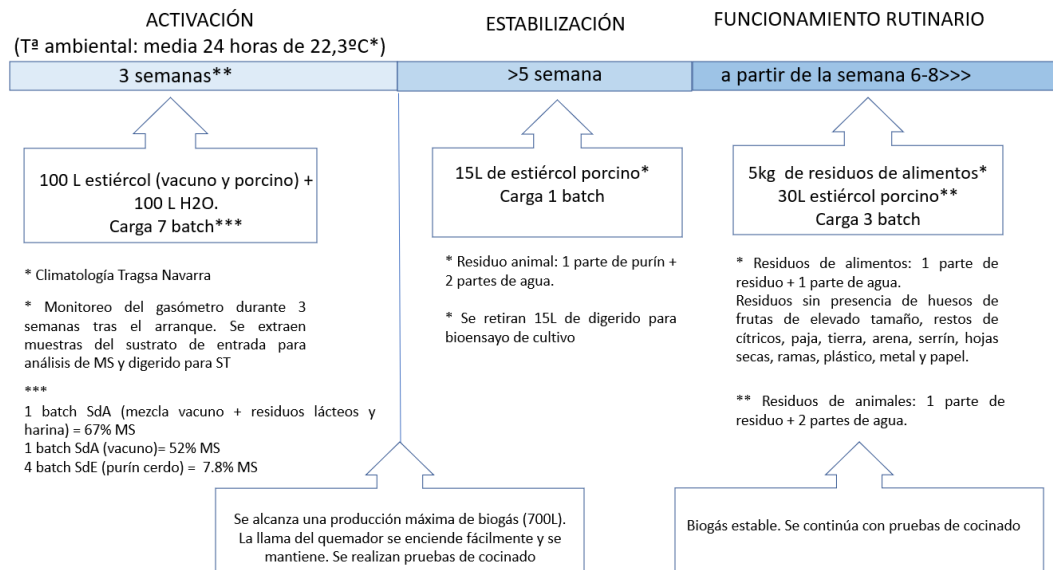 ACTIVACIÓN
(Tª ambiental: media 24 horas de 22,3ºC*)
ESTABILIZACIÓN
FUNCIONAMIENTO RUTINARIO
3 semanas**
>5 semana
a partir de la semana 6-8>>>
100 L estiércol (vacuno y porcino) +
100 L H2O.
Carga 7 batch***
15L de estiércol porcino*
Carga 1 batch
5kg de residuos de alimentos*
30L estiércol porcino**
Carga 3 batch
* Climatología Tragsa Navarra
* Monitoreo del gasómetro durante 3
semanas tras el arranque. Se extraen
muestras del sustrato de entrada para
análisis de MS y digerido para ST
***
1 batch SdA (mezcla vacuno + residuos lácteos y
harina) = 67% MS
1 batch SdA (vacuno)= 52% MS
4 batch SdE (purín cerdo) = 7.8% MS
* Residuo animal: 1 parte de purín +
2 partes de agua.
* Se retiran 15L de digerido para
bioensayo de cultivo
* Residuos de alimentos: 1 parte de
residuo + 1 parte de agua.
Residuos sin presencia de huesos de
frutas de elevado tamaño, restos de
cítricos, paja, tierra, arena, serrín, hojas
secas, ramas, plástico, metal y papel.
** Residuos de animales: 1 parte de
residuo + 2 partes de agua.
Se alcanza una producción máxima de biogás (700L).
La llama del quemador se enciende fácilmente y se
mantiene. Se realizan pruebas de cocinado
Biogás estable. Se continúa con pruebas de cocinado